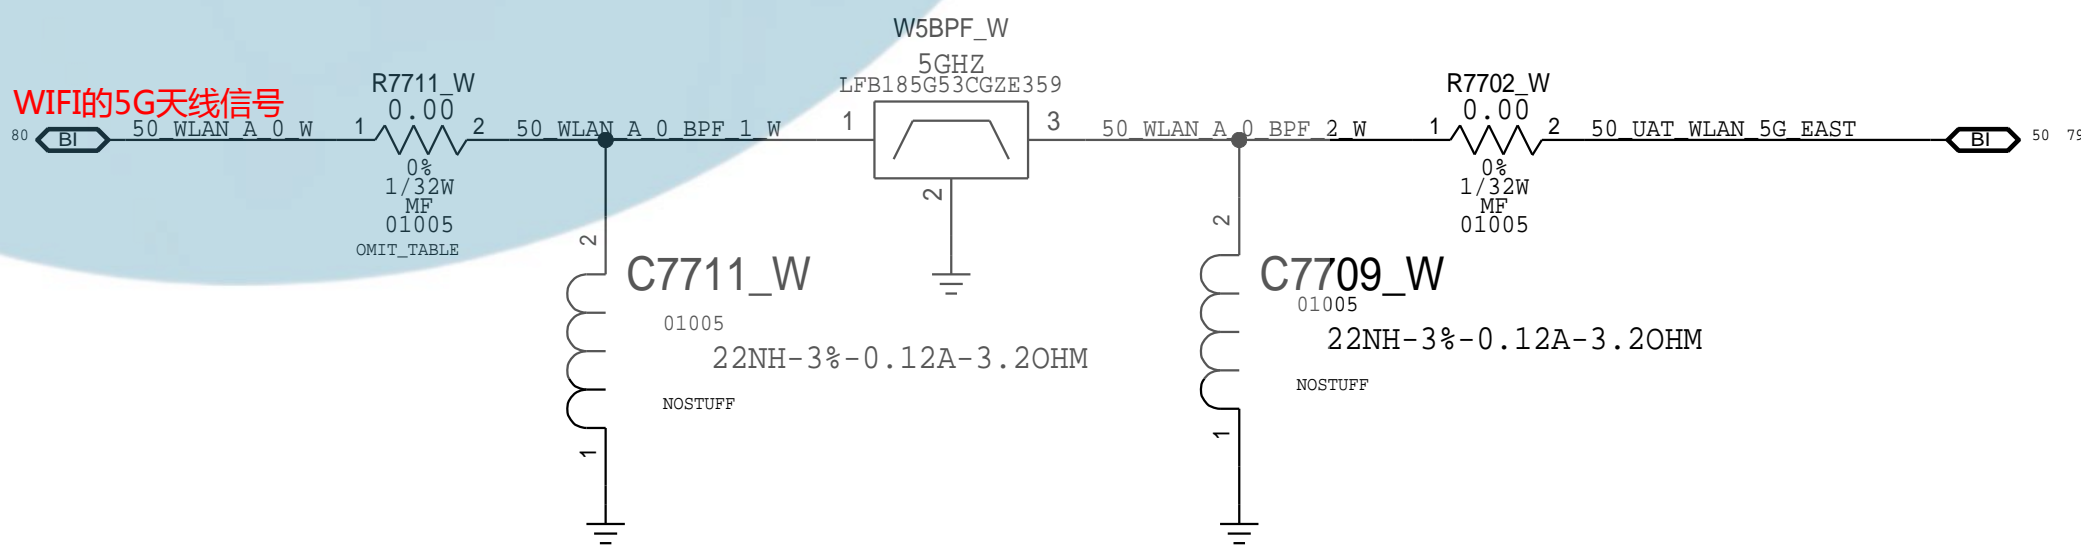 W5BPF_W
5GHZ
LFB185G53CGZE359
WIFI的5G天线信号
R7711_W
0.00
R7702_W
0.00
80 BI 50_WLAN_A_0_W 1 2 50_WLAN_A_0_BPF_1_W 1 3 50_WLAN_A_0_BPF_2_W 1 2 50_UAT_WLAN_5G_EAST BI 50 79
0%
1/32W
MF
01005
OMIT_TABLE
2
0%
1/32W
MF
01005
2
C7711_W
01005
22NH-3%-0.12A-3.2OHM
NOSTUFF
1
2
C7709_W
01005
22NH-3%-0.12A-3.2OHM
NOSTUFF
1